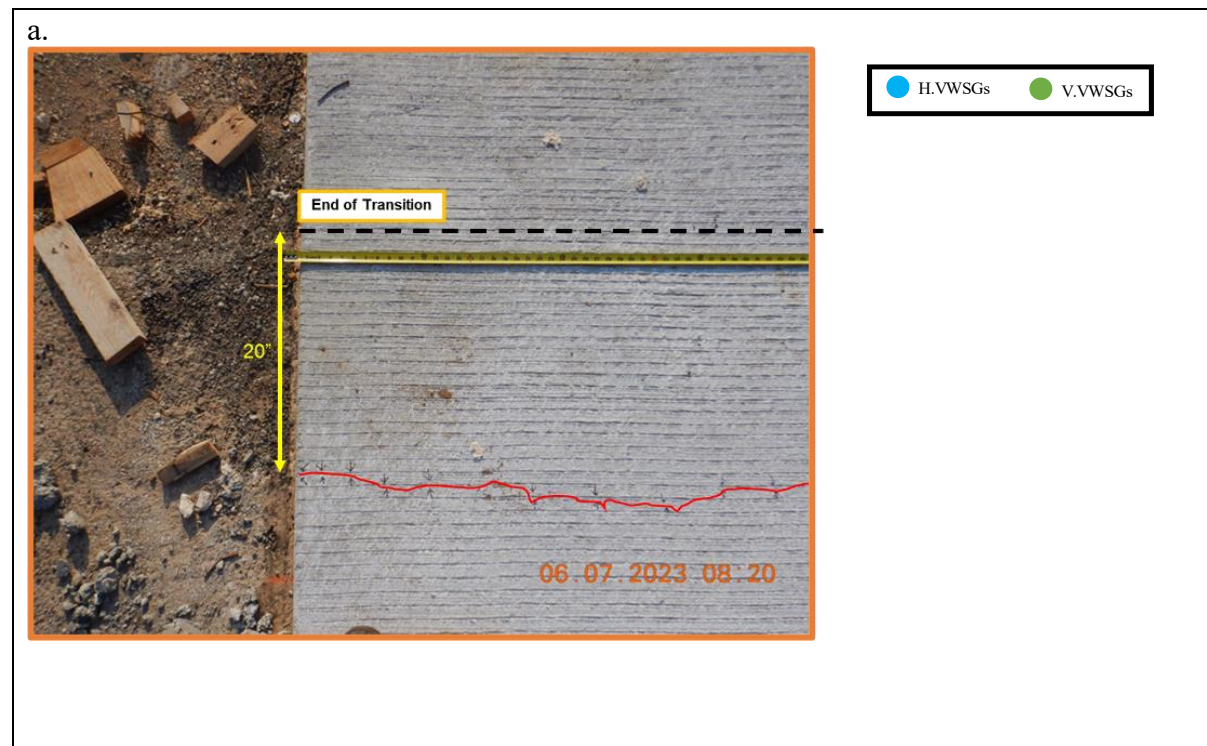 a.
H.VWSGs
V.VWSGs
End of Transition
20”
06.07.2023 08:20